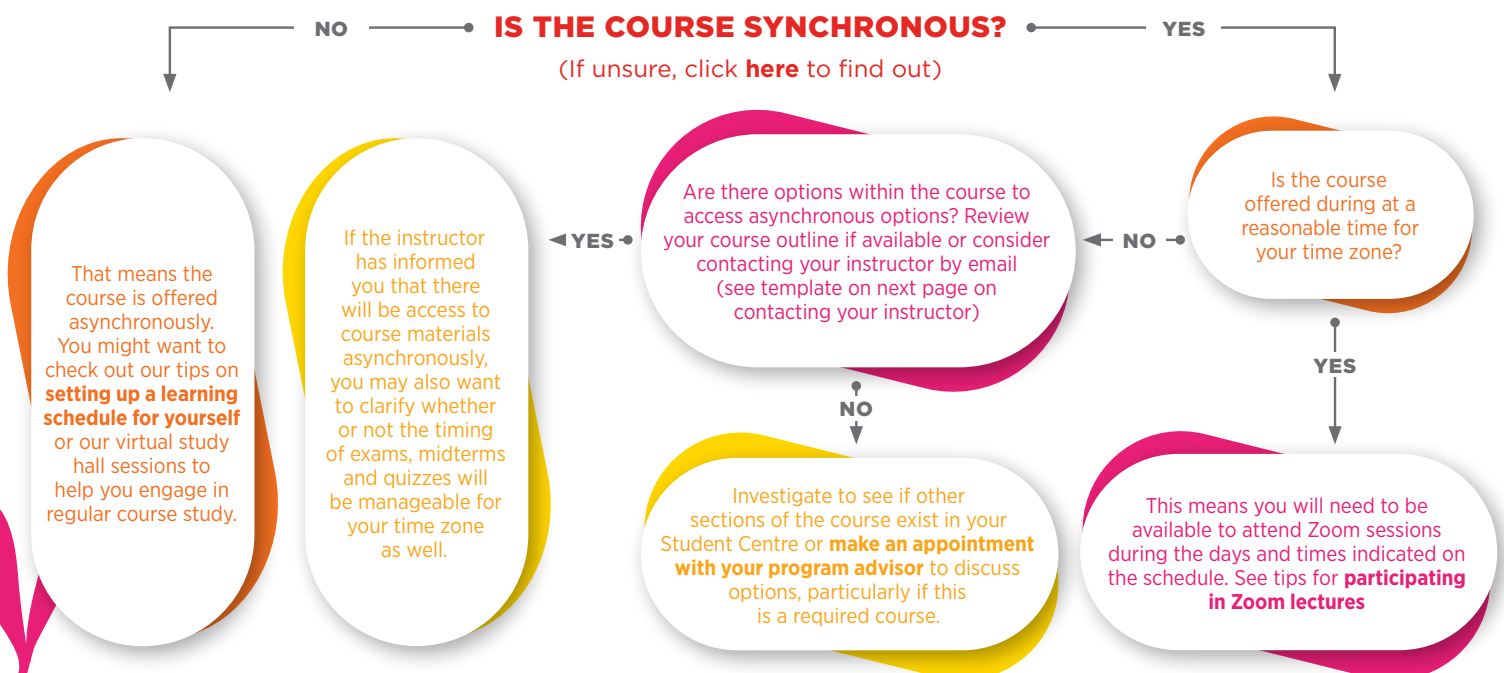 NO
IS THE COURSE SYNCHRONOUS?
YES
(If unsure, click here to find out)
That means the
course is offered
asynchronously.
You might want to
check out our tips on
setting up a learning
schedule for yourself
or our virtual study
hall sessions to
help you engage in
regular course study.
If the instructor
has informed
you that there
will be access to
course materials
asynchronously,
you may also want
to clarify whether
or not the timing
of exams, midterms
and quizzes will
be manageable for
your time zone
as well.
YES
Are there options within the course to
access asynchronous options? Review
your course outline if available or consider
contacting your instructor by email
(see template on next page on
contacting your instructor)
NO
Is the course
offered during at a
reasonable time for
your time zone?
NO
YES
Investigate to see if other
sections of the course exist in your
Student Centre or make an appointment
with your program advisor to discuss
options, particularly if this
is a required course.
This means you will need to be
available to attend Zoom sessions
during the days and times indicated on
the schedule. See tips for participating
in Zoom lectures